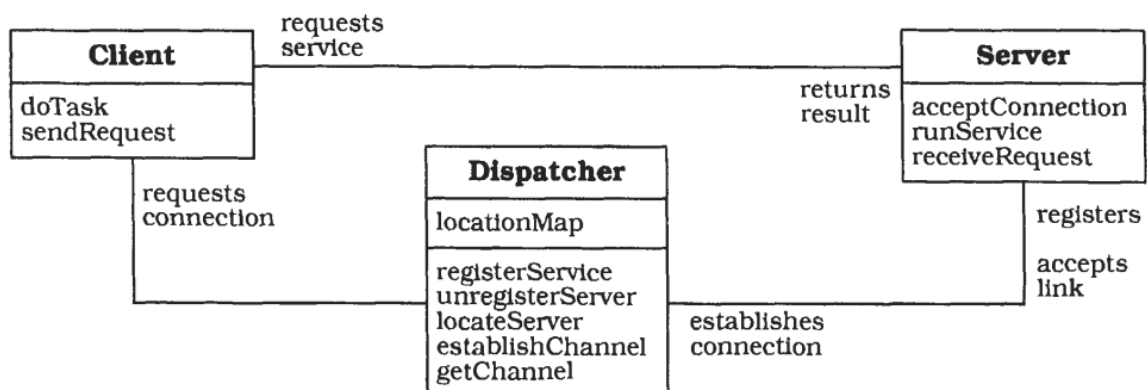 requests
service
Client
doTask
sendRequest
Server
acceptConnection
runService
receiveRequest
returns
result
requests
connection
Dispatcher
locationMap
registerService
unregisterServer
locateServer
establishChannel
getChannel
registers
accepts
link
establishes
connection